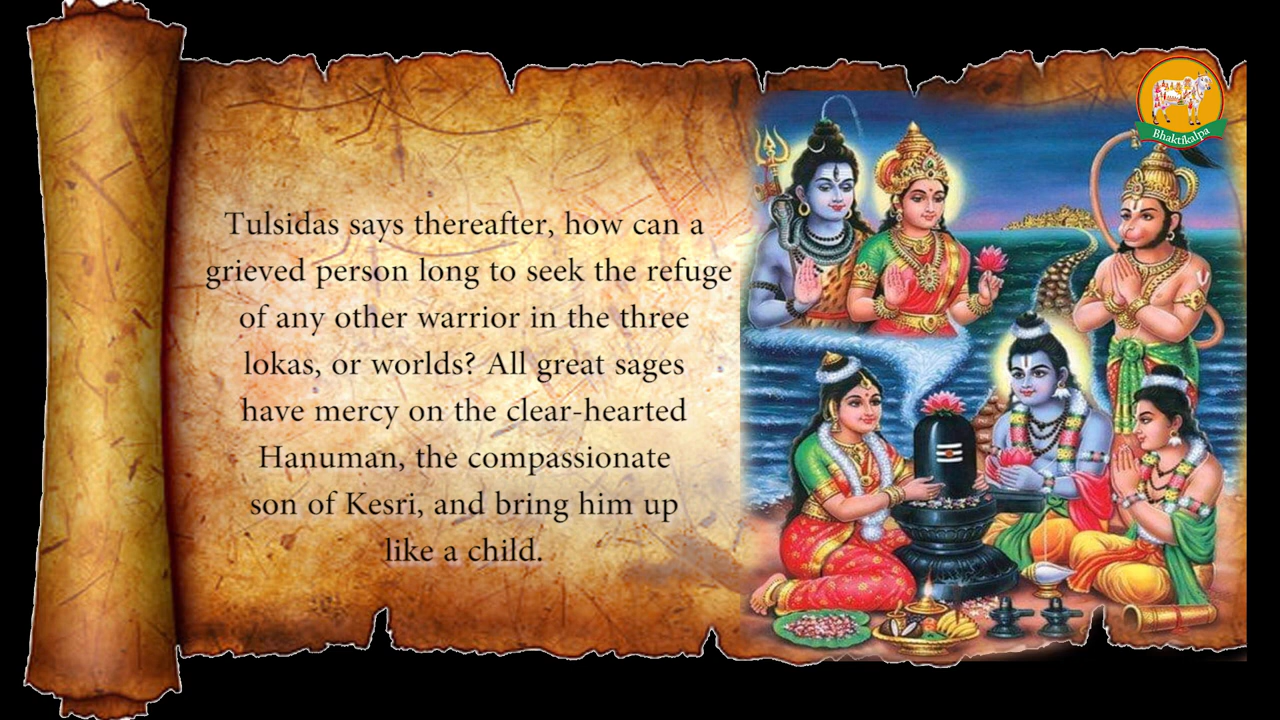 Bhaktikalpa
Tulsidas says thereafter, how can a
grieved person long to seek the refuge
of any other warrior in the three
lokas, or worlds? All great sages
have mercy on the clear-hearted
Hanuman, the compassionate
son of Kesri, and bring him up
like a child.